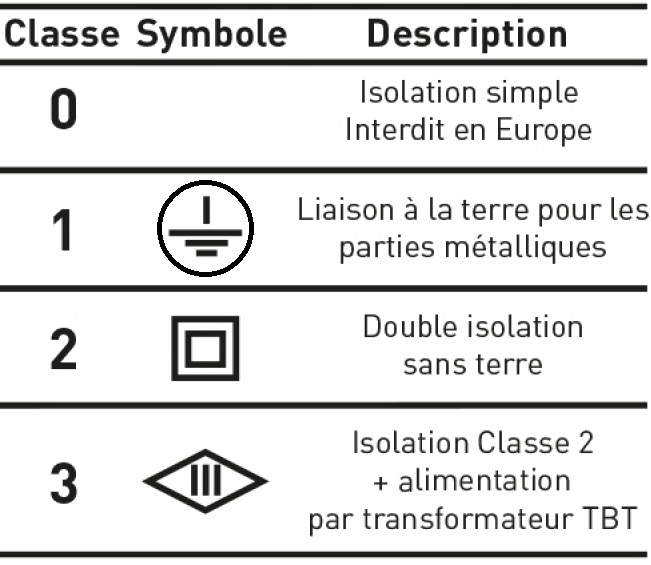 Classe Symbole Description
0
Isolation simple
Interdit en Europe
1
Liaison à la terre pour les
parties métalliques
2
Double isolation
sans terre
3
III
Isolation Classe 2
+ alimentation
par transformateur TBT